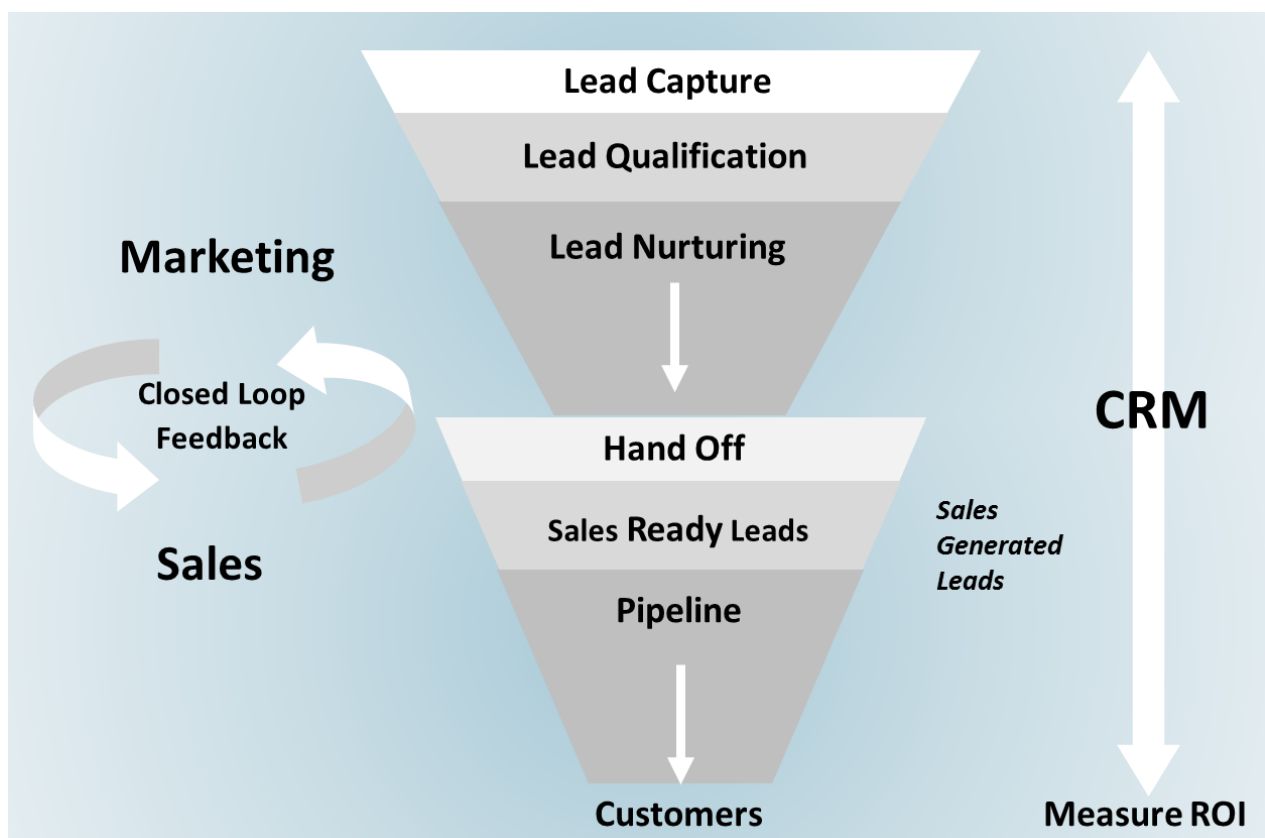 Lead Capture
Lead Qualification
Lead Nurturing
Marketing
Closed Loop
Feedback
Sales
Hand Off
Sales Ready Leads
Pipeline
Customers
Sales
Generated
Leads
CRM
Measure ROI